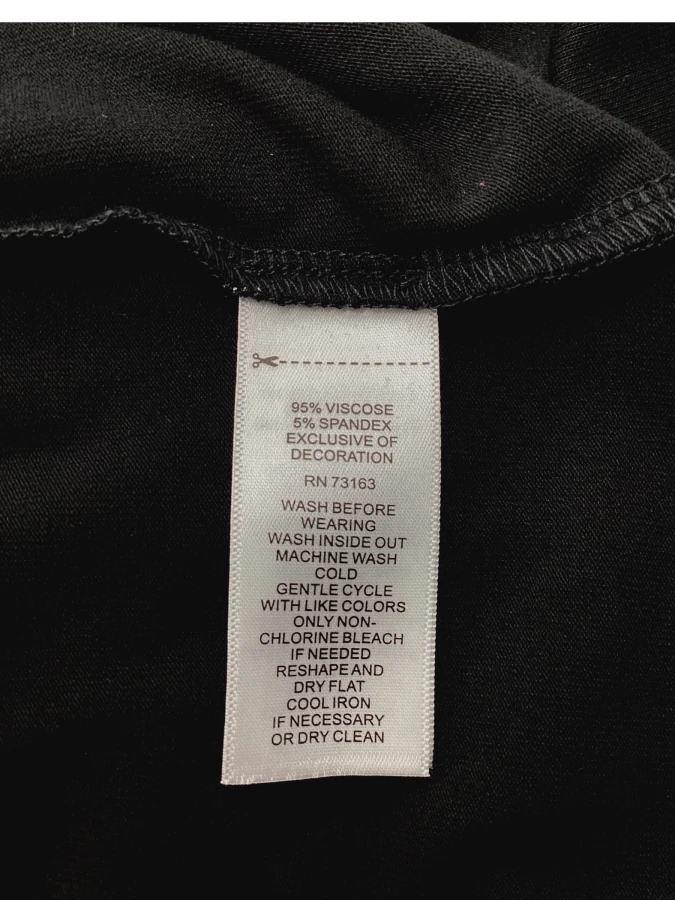 95% VISCOSE
5% SPANDEX
EXCLUSIVE OF
DECORATION
RN 73163
WASH BEFORE
WEARING
WASH INSIDE OUT
MACHINE WASH
COLD
GENTLE CYCLE
WITH LIKE COLORS
ONLY NON-
CHLORINE BLEACH
IF NEEDED
RESHAPE AND
DRY FLAT
COOL IRON
IF NECESSARY
OR DRY CLEAN